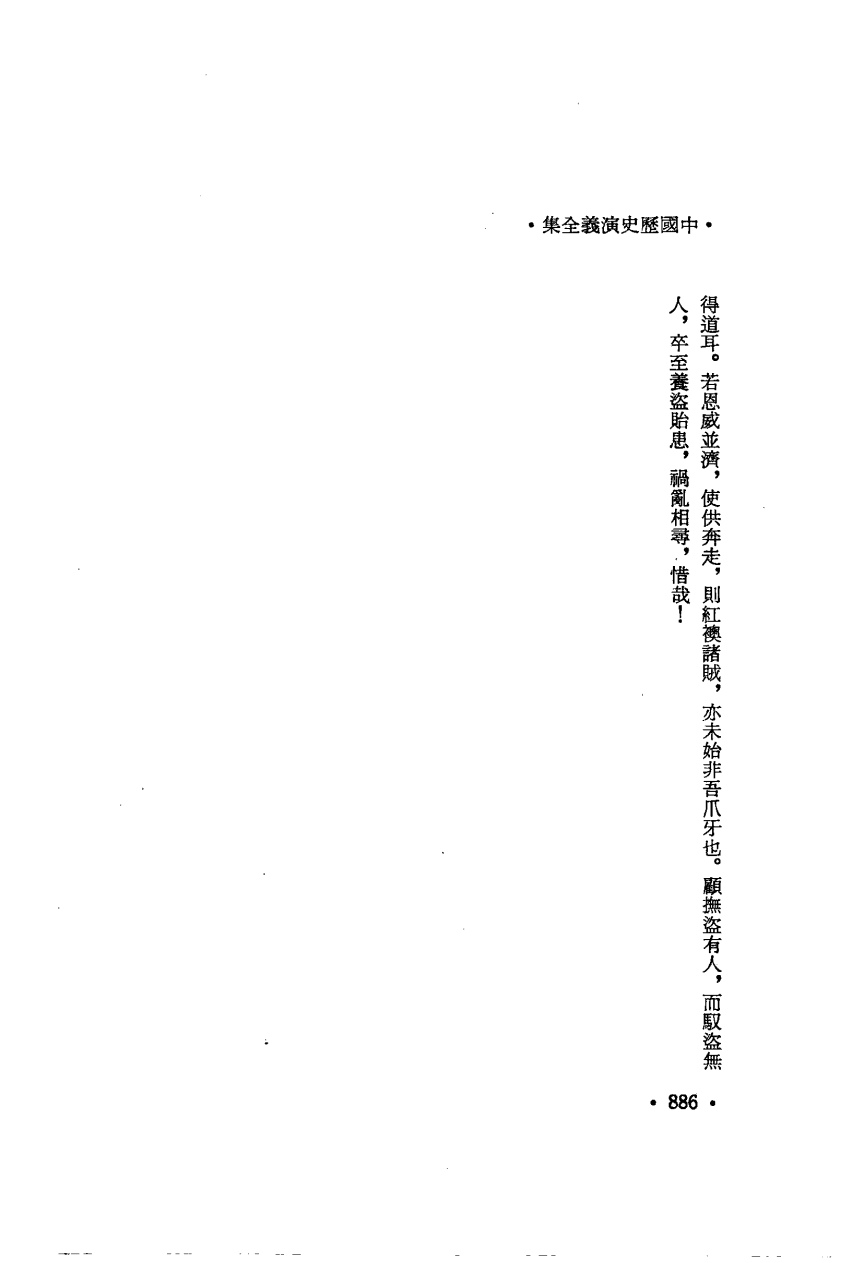 ·中國歷史演義全集·
得道耳。若恩威並濟，使供奔走，則紅襖諸賊，亦未始非吾爪牙也。顧撫盜有人，而馭盜無
人，卒至養盜貽患，禍亂相尋，惜哉！
· 886 ·